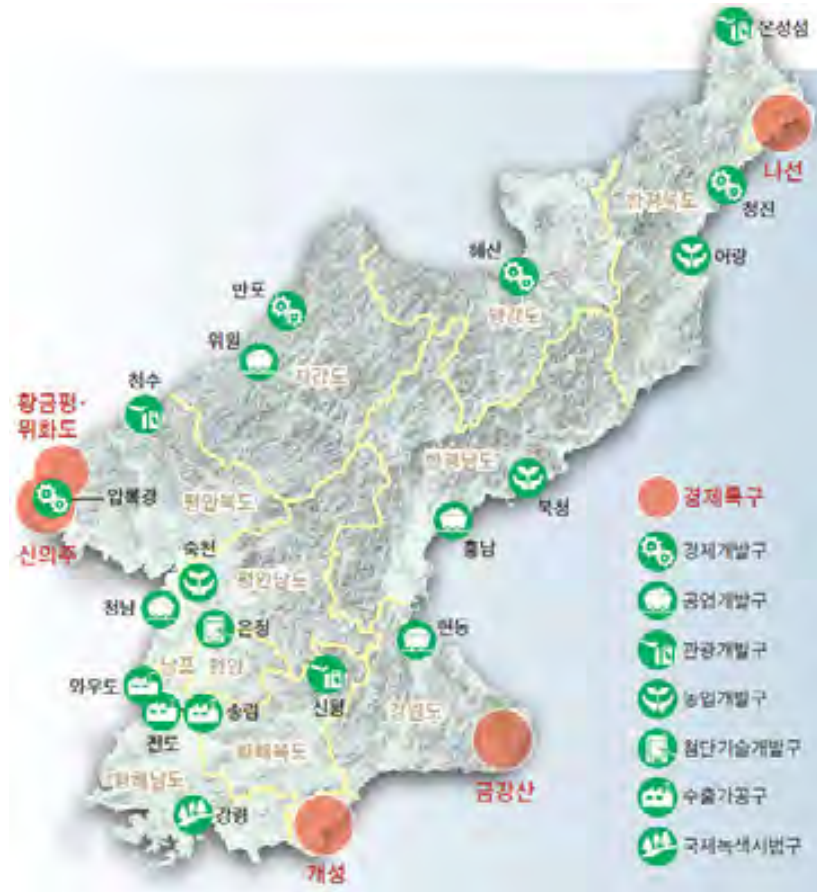 온성섬
나선
함경북도
청진
어랑
혜산
양강도
만포
위원
자강도
청수
황금평·
위화도
압록강
신의주
평안북도
함경남도
북청
흥남
숙천
평안남도
청남
은정
현동
남포 평양
와우도
진도
송림
신평
강원도
황해북도
금강산
황해남도
강령
개성
경제특구
경제개발구
공업개발구
관광개발구
농업개발구
첨단기술개발구
수출가공구
국제녹색시범구